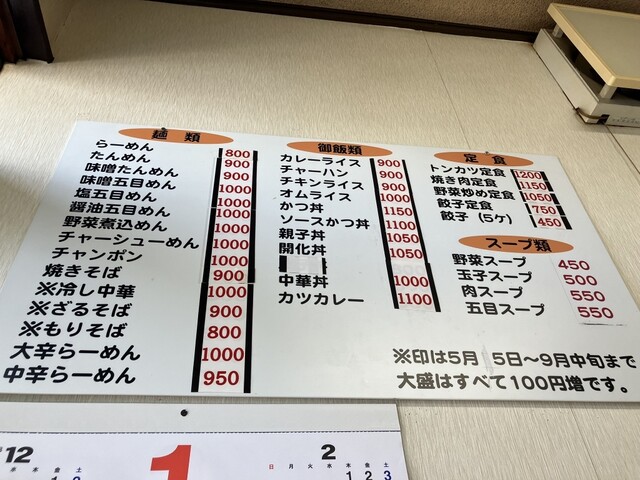 麺 類
らーめん 800
たんめん 900
味噌たんめん 900
味噌五目めん 1000
塩五目めん 1000
醤油五目めん 1000
野菜煮込めん 1000
チャーシューめん 1000
チャンポン 1000
焼きそば 900
※冷し中華 1000
※ざるそば 900
※もりそば 800
大辛らーめん 1000
中辛らーめん 950
御飯類
カレーライス 900
チャーハン 900
チキンライス 900
オムライス 1000
かつ丼 1150
ソースかつ丼 1100
親子丼 1050
開化丼 1050
中華丼 1000
カツカレー 1100
定 食
トンカツ定食 1200
焼き肉定食 1150
野菜炒め定食 1050
餃子定食 750
餃子（5ケ） 450
スープ類
野菜スープ 450
玉子スープ 500
肉スープ 550
五目スープ 550
※印は5月 5日〜9月中旬まで
大盛はすべて100円増です。
12
木 金 土
1 2
1
2
日 月 火 水 木 金 土
1 2 3